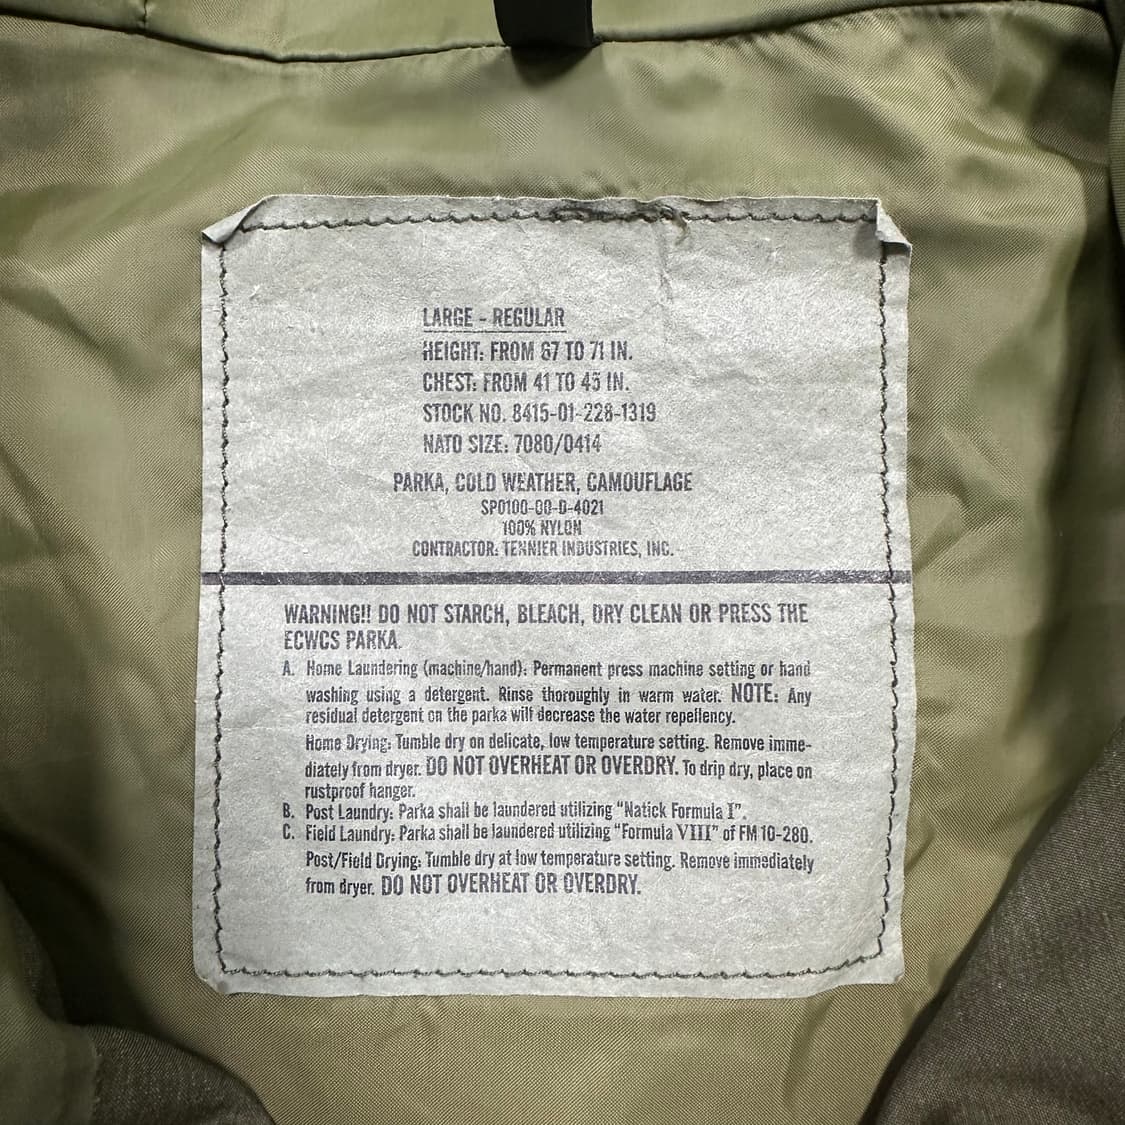 LARGE - REGULAR
HEIGHT: FROM 67 TO 71 IN.
CHEST: FROM 41 TO 45 IN.
STOCK NO. 8415-01-228-1319
NATO SIZE: 7080/0414
PARKA, COLD WEATHER, CAMOUFLAGE
SP0100-00-D-4021
100% NYLON
CONTRACTOR: TENNIER INDUSTRIES, INC.
WARNING!! DO NOT STARCH, BLEACH, DRY CLEAN OR PRESS THE
ECWCS PARKA.
A. Home Laundering (machine/hand): Permanent press machine setting or hand
washing using a detergent. Rinse thoroughly in warm water. NOTE: Any
residual detergent on the parka will decrease the water repellency.
Home Drying: Tumble dry on delicate, low temperature setting. Remove imme-
diately from dryer. DO NOT OVERHEAT OR OVERDRY. To drip dry, place on
rustproof hanger.
B. Post Laundry: Parka shall be laundered utilizing "Natick Formula I".
C. Field Laundry: Parka shall be laundered utilizing "Formula VIII" of FM 10-280.
Post/Field Drying: Tumble dry at low temperature setting. Remove immediately
from dryer. DO NOT OVERHEAT OR OVERDRY.